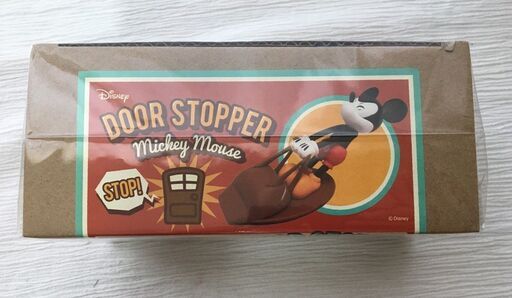 Disney
DOOR STOPPER
Mickey Mouse
STOP!
© Disney